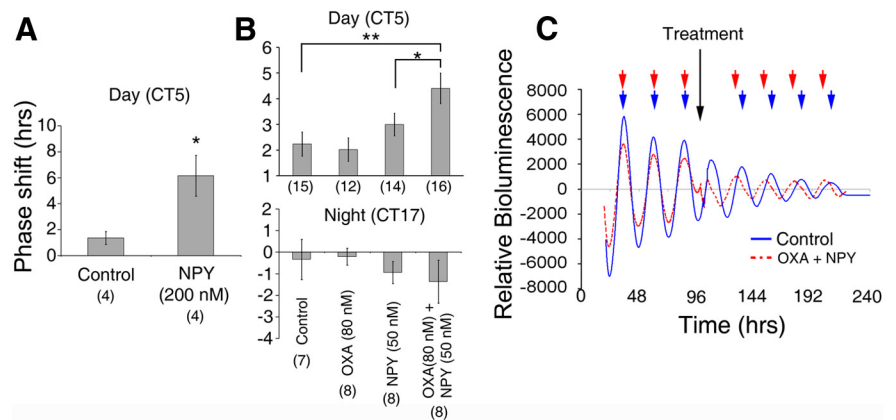 A
Day (CT5)
Phase shift (hrs)
10
8
6
4
2
0
*
Control
(4)
NPY
(200 nM)
(4)
B
Day (CT5)
**
*
6
5
4
3
2
1
(15)
(12)
(14)
(16)
Night (CT17)
2
1
0
-1
-2
-3
-4
Control
(7)
OXA (80 nM)
(8)
NPY (50 nM)
(8)
OXA(80 nM) +
NPY (50 nM)
(8)
C
Treatment
Relative Bioluminescence
8000
6000
4000
2000
0
-2000
-4000
-6000
-8000
Control
OXA + NPY
0
48
96
144
192
240
Time (hrs)